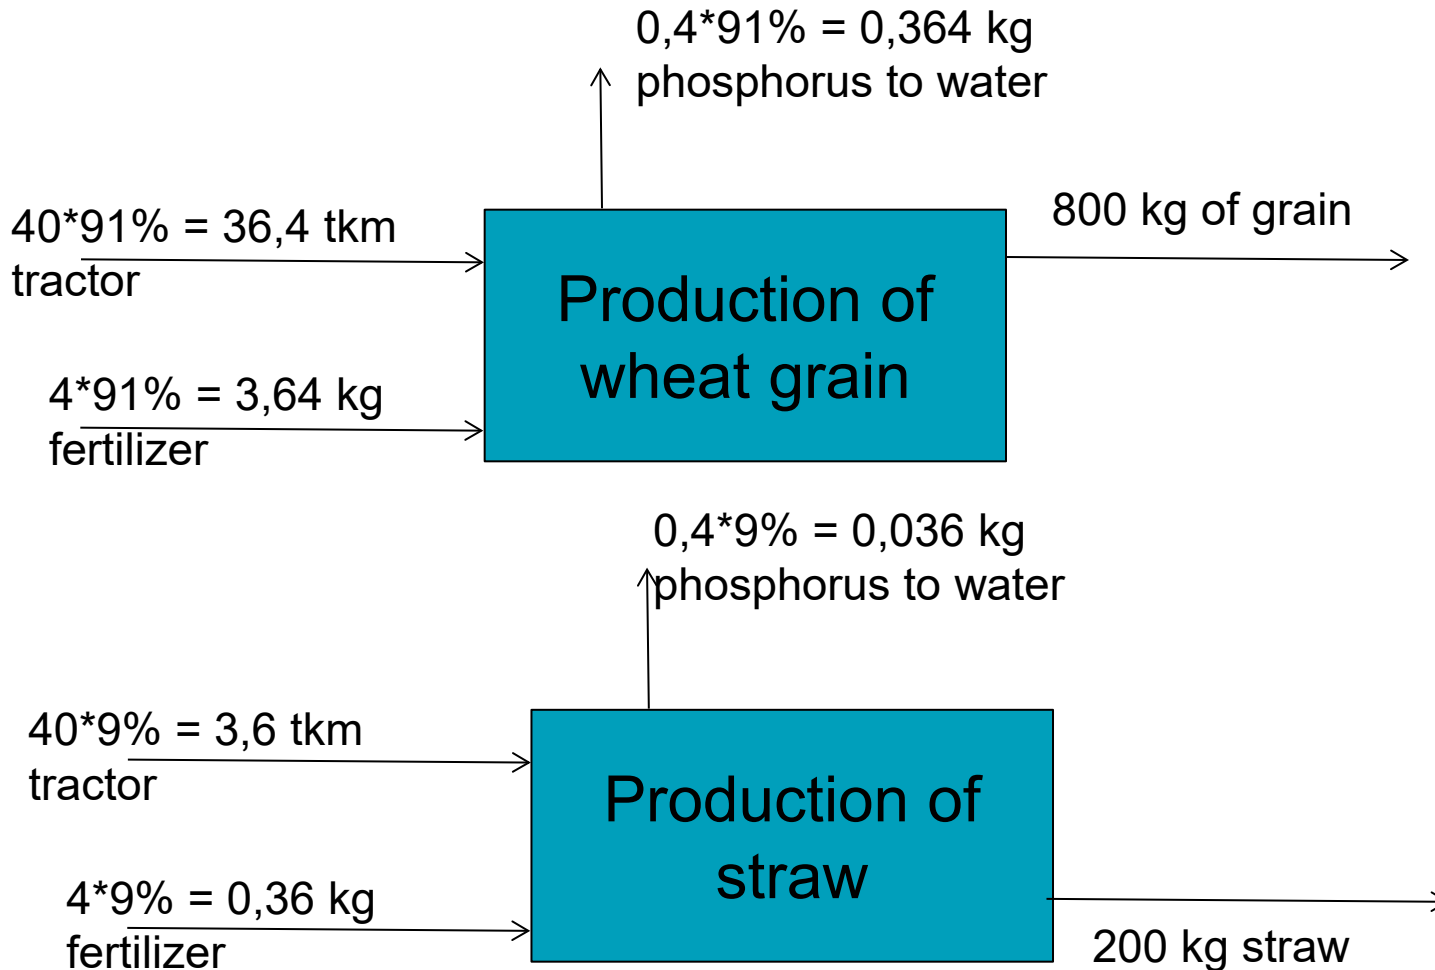 0,4*91% = 0,364 kg
phosphorus to water
40*91% = 36,4 tkm
tractor
800 kg of grain
Production of
wheat grain
4*91% = 3,64 kg
fertilizer
0,4*9% = 0,036 kg
phosphorus to water
40*9% = 3,6 tkm
tractor
Production of
straw
4*9% = 0,36 kg
fertilizer
200 kg straw